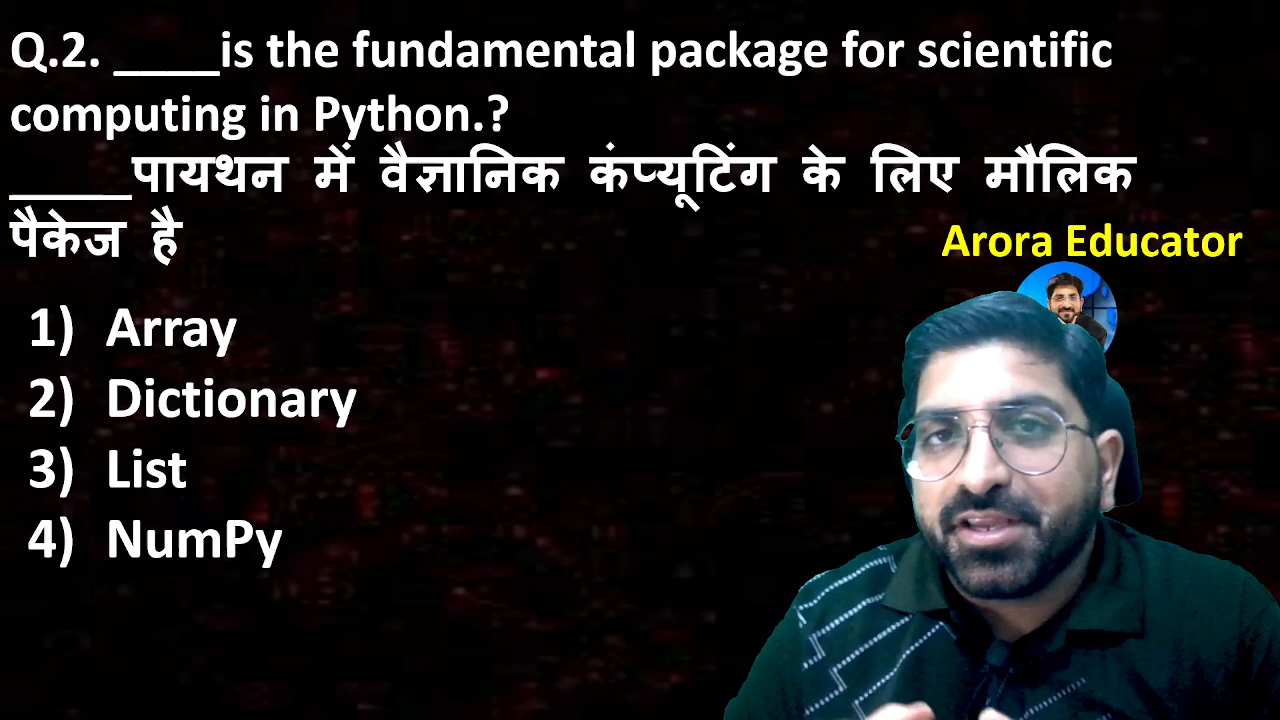 Q.2. ____is the fundamental package for scientific
computing in Python.?
____पायथन में वैज्ञानिक कंप्यूटिंग के लिए मौलिक
पैकेज है
Arora Educator
1) Array
2) Dictionary
3) List
4) NumPy